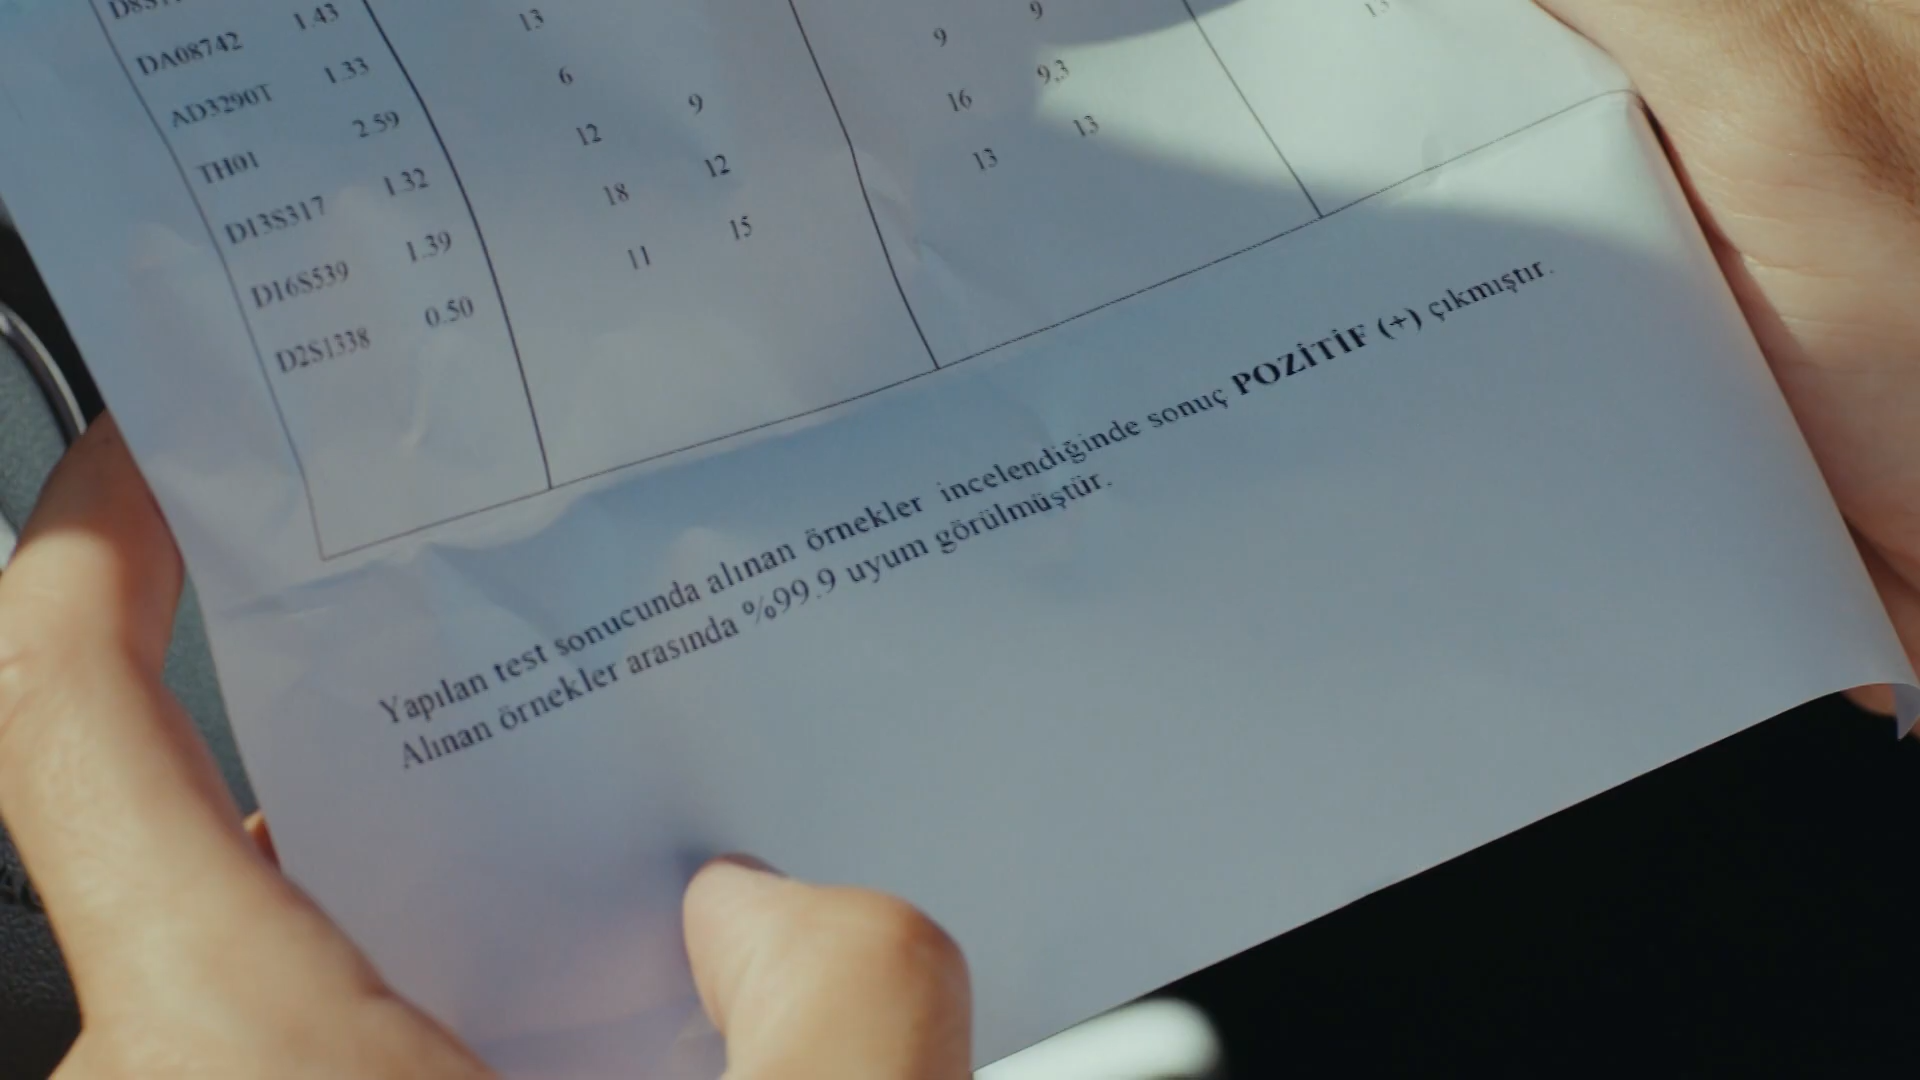 DA08742 1.43 13 9 9
AD3290T 1.33 6 16 9,3
TH01 2.59 12 9 13 13
D13S317 1.32 18 12
D16S539 1.39 11 15
D2S1338 0.50
Yapılan test sonucunda alınan örnekler incelendiğinde sonuç POZİTİF (+) çıkmıştır.
Alınan örnekler arasında %99.9 uyum görülmüştür.